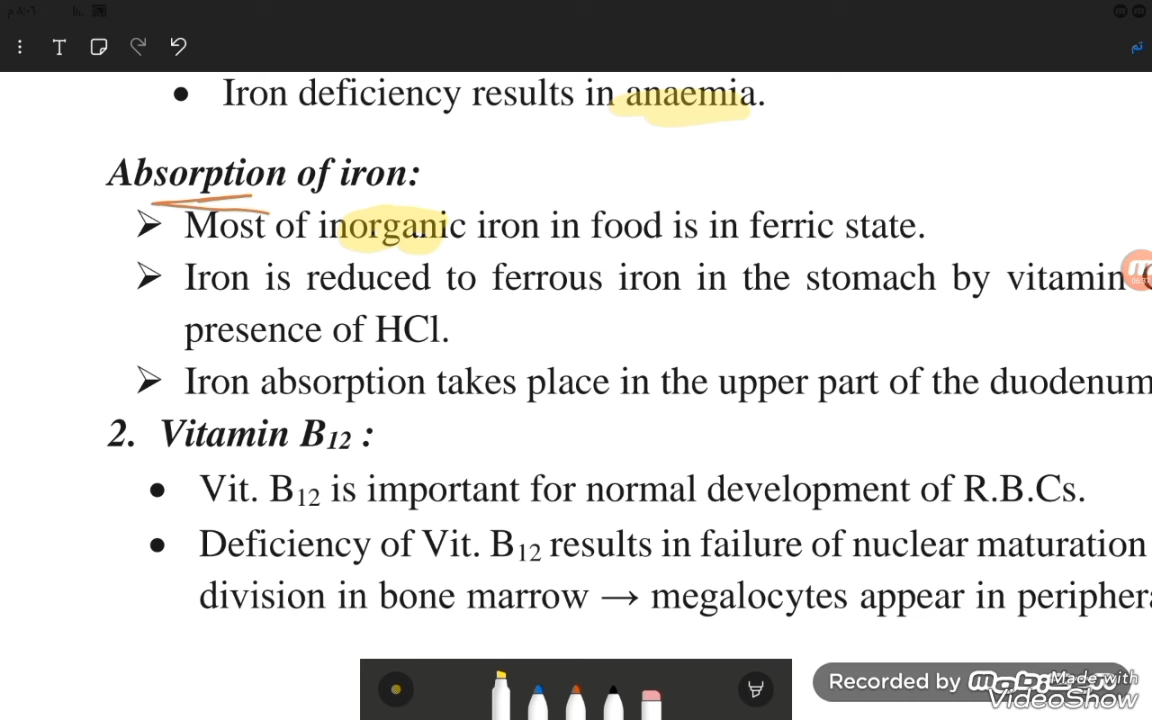 T
تم
• Iron deficiency results in anaemia.
Absorption of iron:
➢ Most of inorganic iron in food is in ferric state.
➢ Iron is reduced to ferrous iron in the stomach by vitamin
presence of HCl.
➢ Iron absorption takes place in the upper part of the duodenum
2. Vitamin B12 :
• Vit. B12 is important for normal development of R.B.Cs.
• Deficiency of Vit. B12 results in failure of nuclear maturation
division in bone marrow → megalocytes appear in peripher
Recorded by
Made with
VideoShow